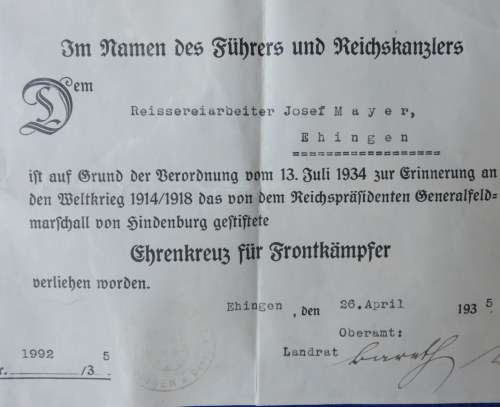 Im Namen des Führers und Reichskanzlers
Dem
Reissereiarbeiter Josef Mayer,
Ehingen
ist auf Grund der Verordnung vom 13. Juli 1934 zur Erinnerung an
den Weltkrieg 1914/1918 das von dem Reichspräsidenten Generalfeld-
marschall von Hindenburg gestiftete
Ehrenkreuz für Frontkämpfer
verliehen worden.
Ehingen, den 26.April 1935
Oberamt:
Landrat
1992 5
r. /3